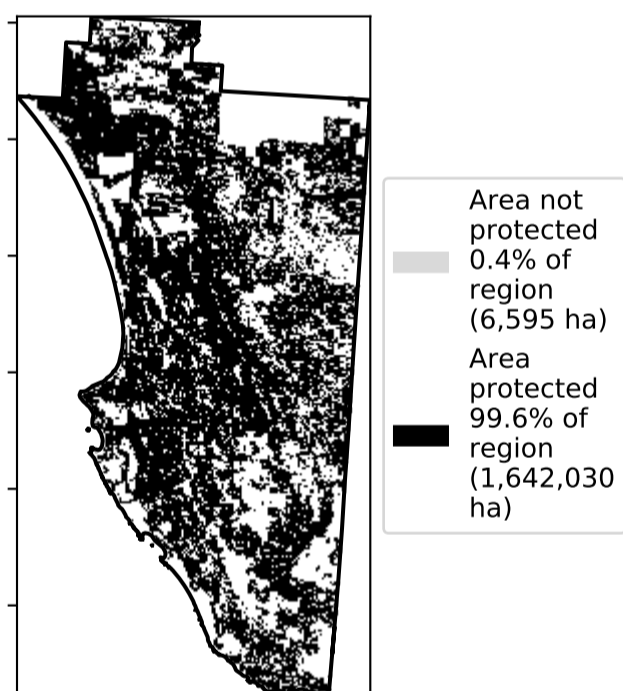 Area not
protected
0.4% of
region
(6,595 ha)
Area
protected
99.6% of
region
(1,642,030
ha)